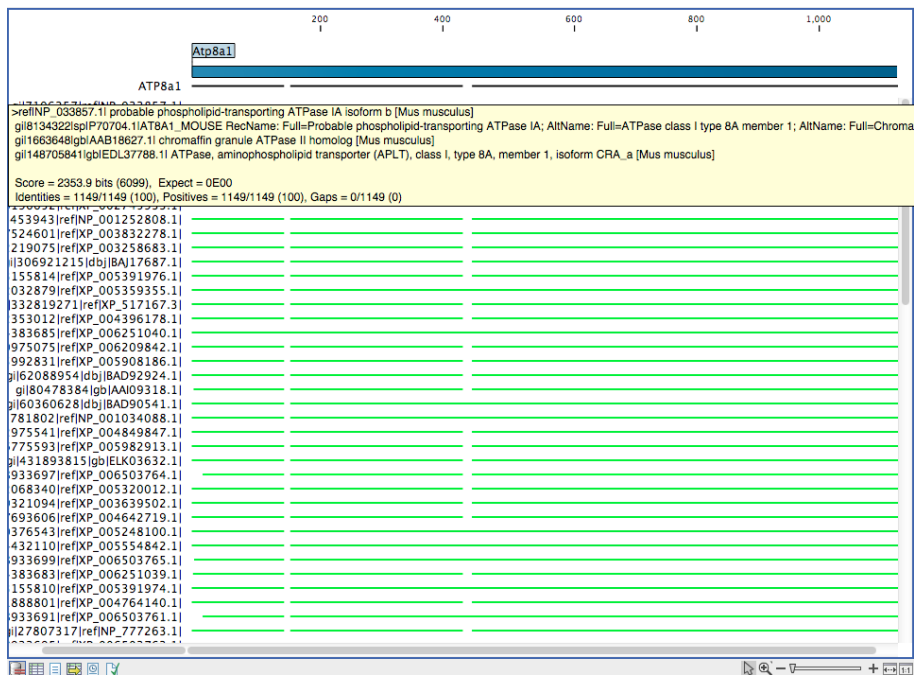 200 400 600 800 1,000
Atp8a1
ATP8a1
>ref|NP_033857.1| probable phospholipid-transporting ATPase IA isoform b [Mus musculus]
gi|8134322|sp|P70704.1|AT8A1_MOUSE RecName: Full=Probable phospholipid-transporting ATPase IA; AltName: Full=ATPase class I type 8A member 1; AltName: Full=Chroma
gi|1663648|gb|AAB18627.1| chromaffin granule ATPase II homolog [Mus musculus]
gi|148705841|gb|EDL37788.1| ATPase, aminophospholipid transporter (APLT), class I, type 8A, member 1, isoform CRA_a [Mus musculus]
Score = 2353.9 bits (6099), Expect = 0E00
Identities = 1149/1149 (100), Positives = 1149/1149 (100), Gaps = 0/1149 (0)
453943|ref|NP_001252808.1|
7524601|ref|XP_003832278.1|
219075|ref|XP_003258683.1|
gi|306921215|dbj|BAJ17687.1|
155814|ref|XP_005391976.1|
032879|ref|XP_005359355.1|
|332819271|ref|XP_517167.3|
353012|ref|XP_004396178.1|
383685|ref|XP_006251040.1|
975075|ref|XP_006209842.1|
992831|ref|XP_005908186.1|
gi|62088954|dbj|BAD92924.1|
gi|80478384|gb|AAI09318.1|
gi|60360628|dbj|BAD90541.1|
781802|ref|NP_001034088.1|
975541|ref|XP_004849847.1|
775593|ref|XP_005982913.1|
gi|431893815|gb|ELK03632.1|
933697|ref|XP_006503764.1|
068340|ref|XP_005320012.1|
321094|ref|XP_003639502.1|
7693606|ref|XP_004642719.1|
376543|ref|XP_005248100.1|
432110|ref|XP_005554842.1|
933699|ref|XP_006503765.1|
383683|ref|XP_006251039.1|
155810|ref|XP_005391974.1|
888801|ref|XP_004764140.1|
933691|ref|XP_006503761.1|
gi|27807317|ref|NP_777263.1|
1:1